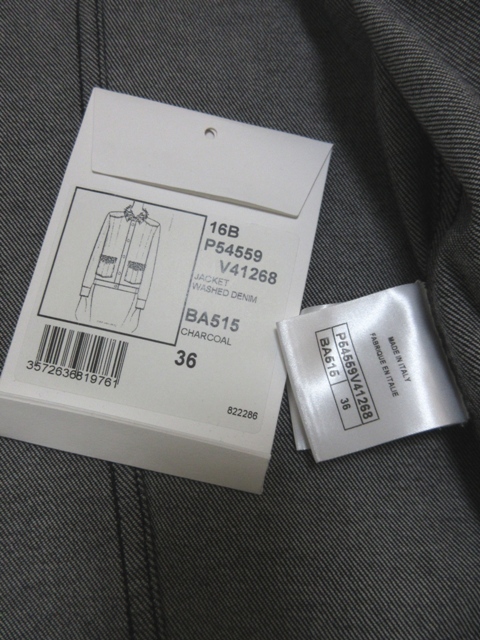 16B
P54559
V41268
JACKET
WASHED DENIM
BA515
CHARCOAL
36
3572636819761
822286
MADE IN ITALY
FABRIQUE EN ITALIE
P54559V41268
BA515 36